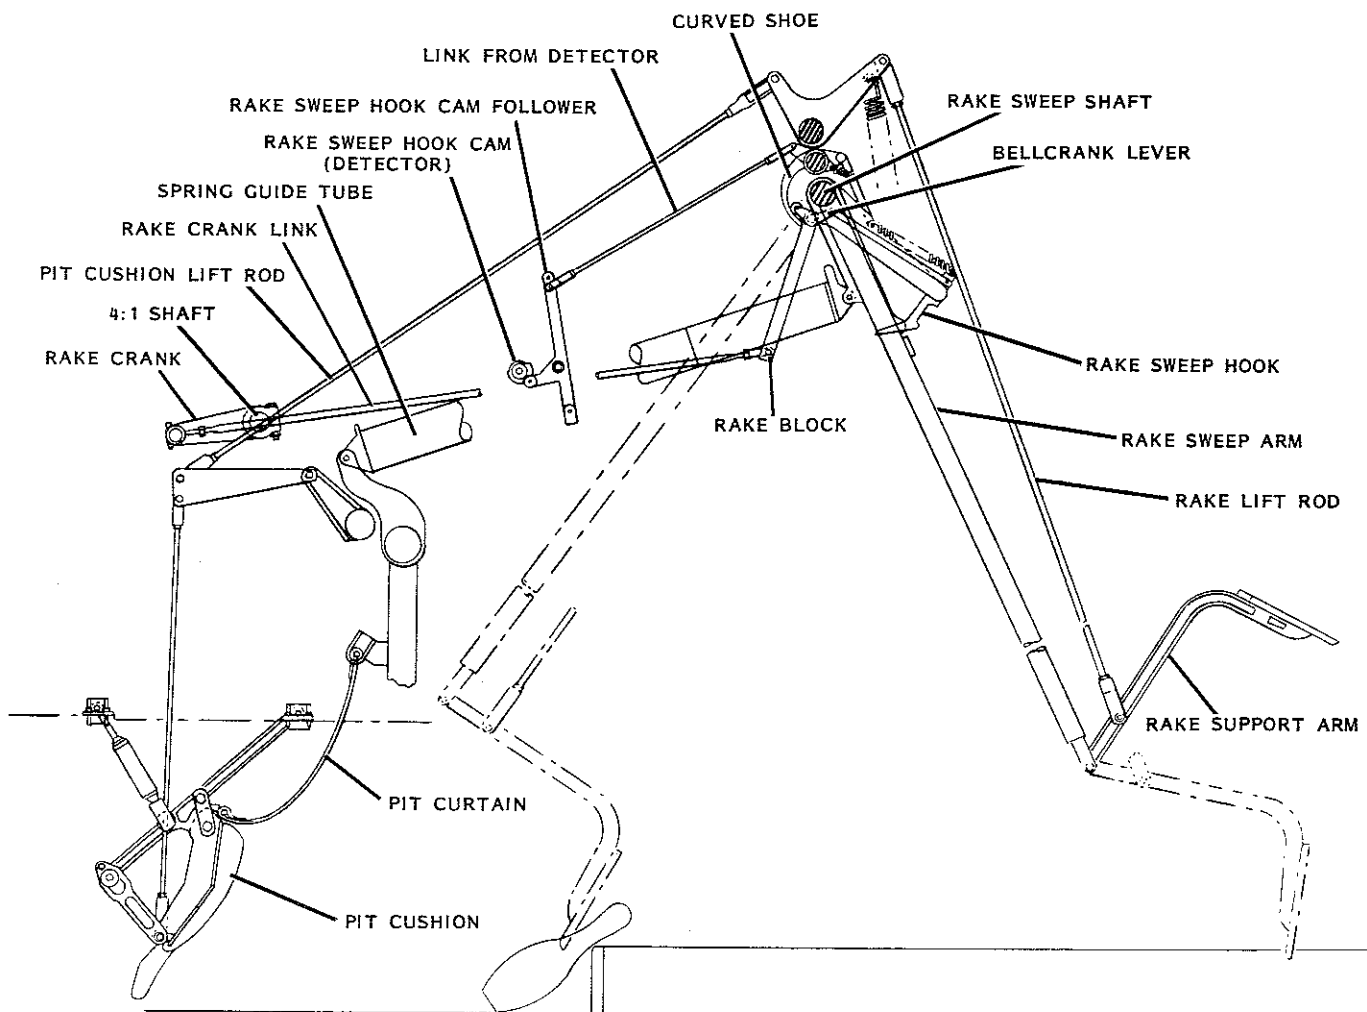 CURVED SHOE
LINK FROM DETECTOR
RAKE SWEEP HOOK CAM FOLLOWER
RAKE SWEEP SHAFT
RAKE SWEEP HOOK CAM
(DETECTOR)
BELLCRANK LEVER
SPRING GUIDE TUBE
RAKE CRANK LINK
PIT CUSHION LIFT ROD
4:1 SHAFT
RAKE CRANK
RAKE SWEEP HOOK
RAKE BLOCK
RAKE SWEEP ARM
RAKE LIFT ROD
RAKE SUPPORT ARM
PIT CURTAIN
PIT CUSHION